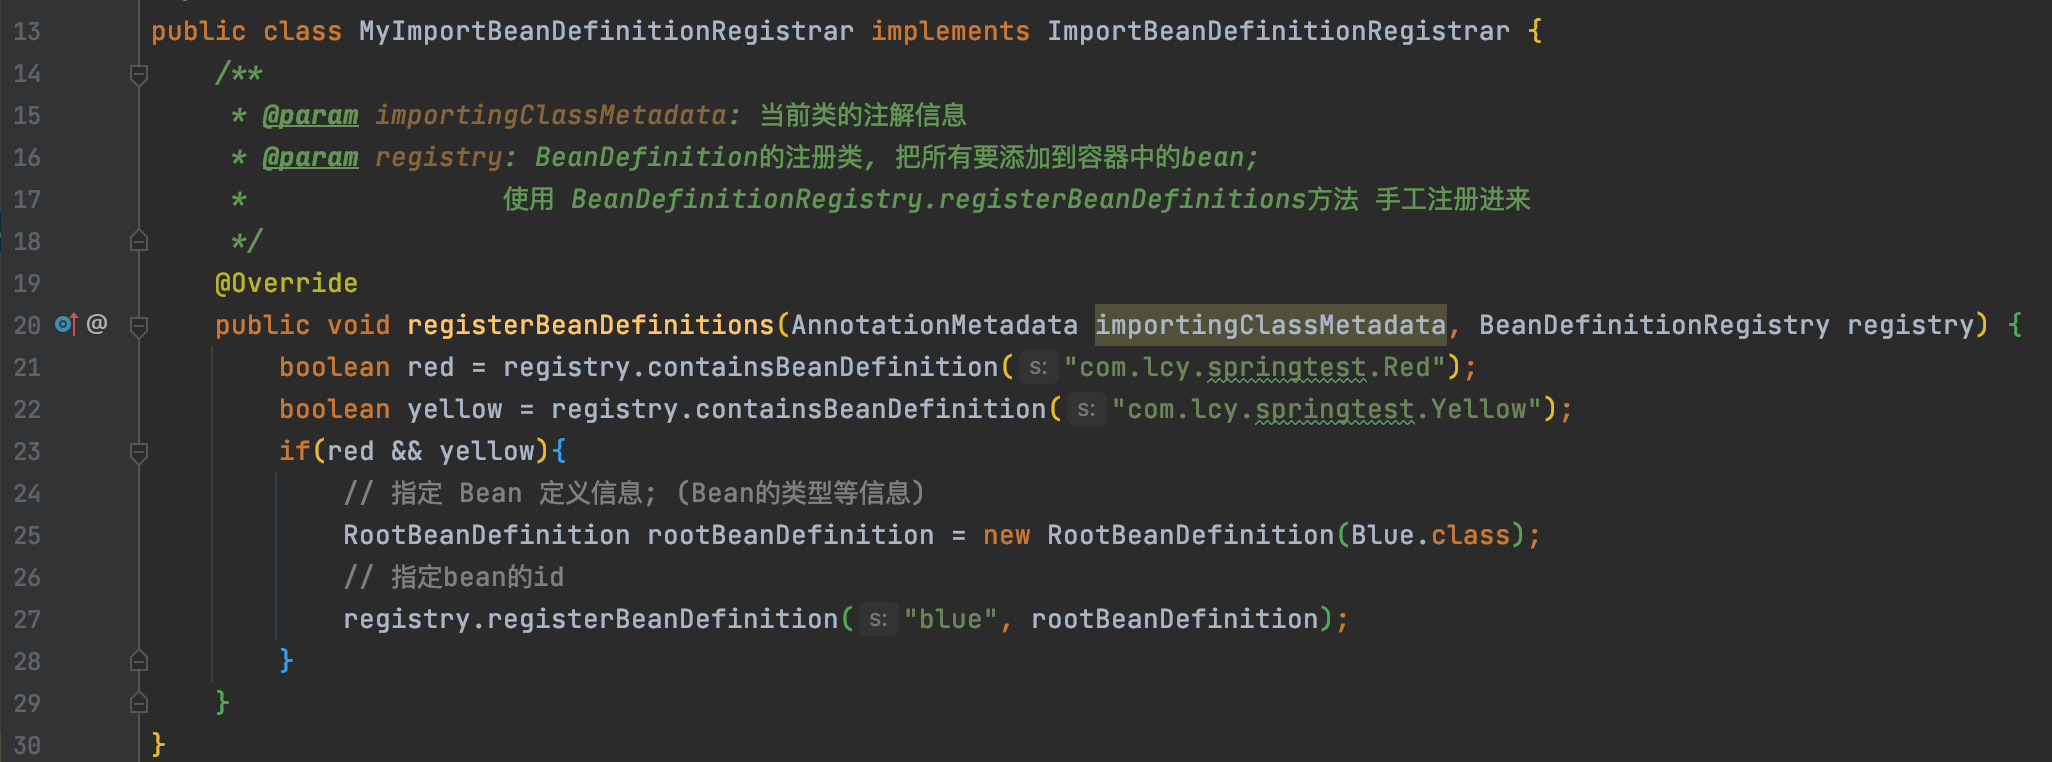 13 public class MyImportBeanDefinitionRegistrar implements ImportBeanDefinitionRegistrar {
14 /**
15 * @param importingClassMetadata: 当前类的注解信息
16 * @param registry: BeanDefinition的注册类, 把所有要添加到容器中的bean;
17 * 使用 BeanDefinitionRegistry.registerBeanDefinitions方法 手工注册进来
18 */
19 @Override
20 @ public void registerBeanDefinitions(AnnotationMetadata importingClassMetadata, BeanDefinitionRegistry registry) {
21 boolean red = registry.containsBeanDefinition( s: "com.lcy.springtest.Red");
22 boolean yellow = registry.containsBeanDefinition( s: "com.lcy.springtest.Yellow");
23 if(red && yellow){
24 // 指定 Bean 定义信息; (Bean的类型等信息)
25 RootBeanDefinition rootBeanDefinition = new RootBeanDefinition(Blue.class);
26 // 指定bean的id
27 registry.registerBeanDefinition( s: "blue", rootBeanDefinition);
28 }
29 }
30 }